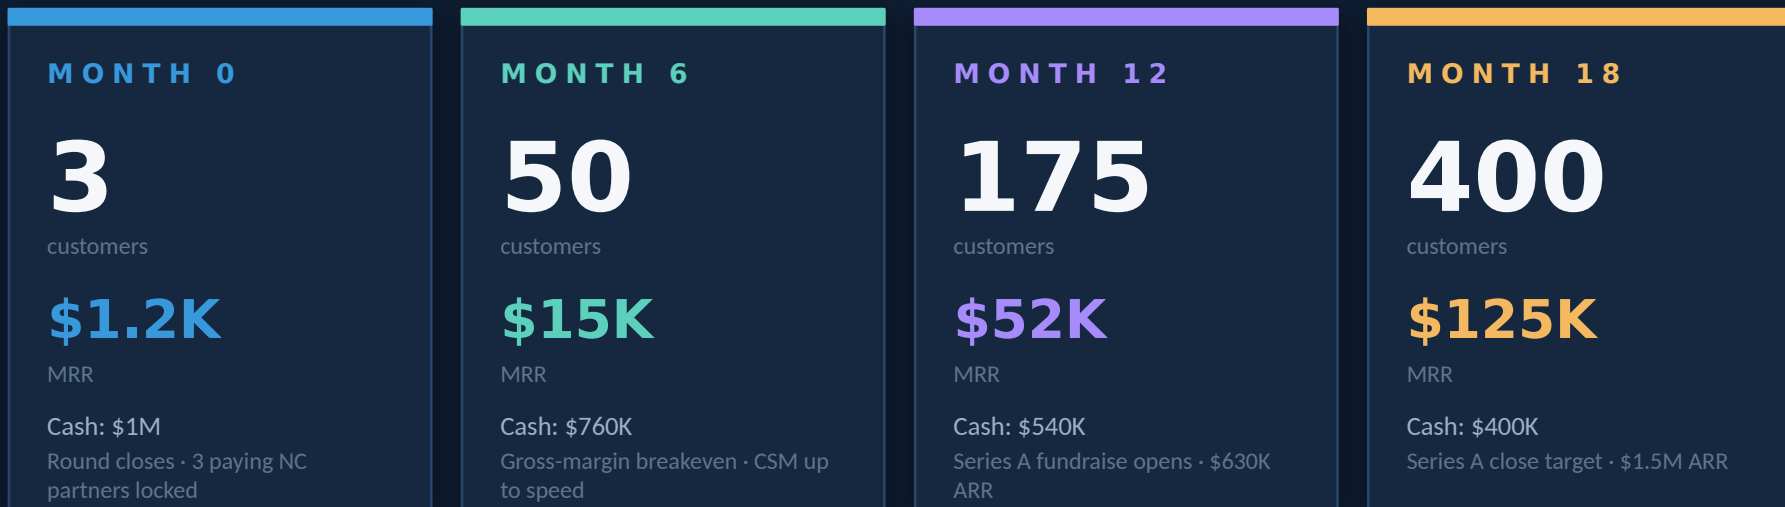 MONTH 0
3
customers
$1.2K
MRR
Cash: $1M
Round closes · 3 paying NC
partners locked
MONTH 6
50
customers
$15K
MRR
Cash: $760K
Gross-margin breakeven · CSM up
to speed
MONTH 12
175
customers
$52K
MRR
Cash: $540K
Series A fundraise opens · $630K
ARR
MONTH 18
400
customers
$125K
MRR
Cash: $400K
Series A close target · $1.5M ARR